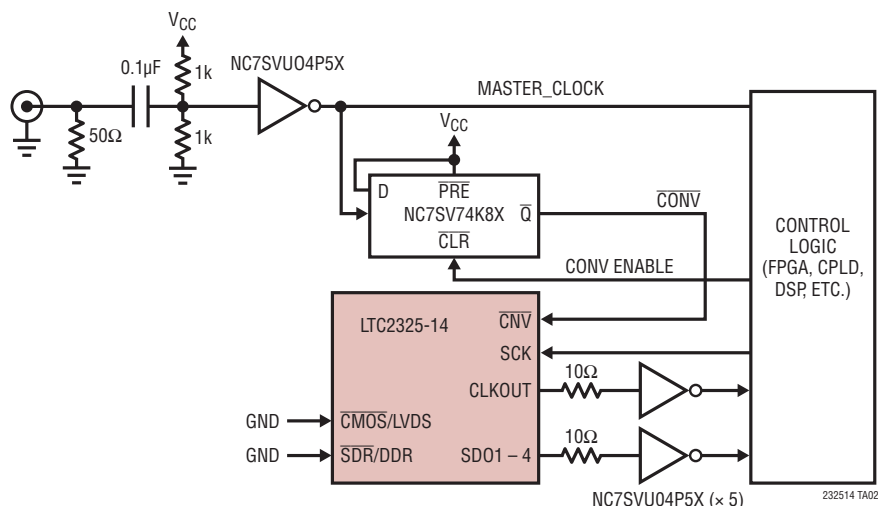 VCC
0.1µF
1k
NC7SVUO4P5X
MASTER_CLOCK
50Ω
1k
VCC
D
PRE
NC7SV74K8X
Q
CONV
CLR
CONV ENABLE
CONTROL
LOGIC
(FPGA, CPLD,
DSP, ETC.)
LTC2325-14
CNV
SCK
10Ω
CLKOUT
GND
CMOS/LVDS
10Ω
GND
SDR/DDR
SDO1 – 4
NC7SVU04P5X (× 5)
232514 TA02